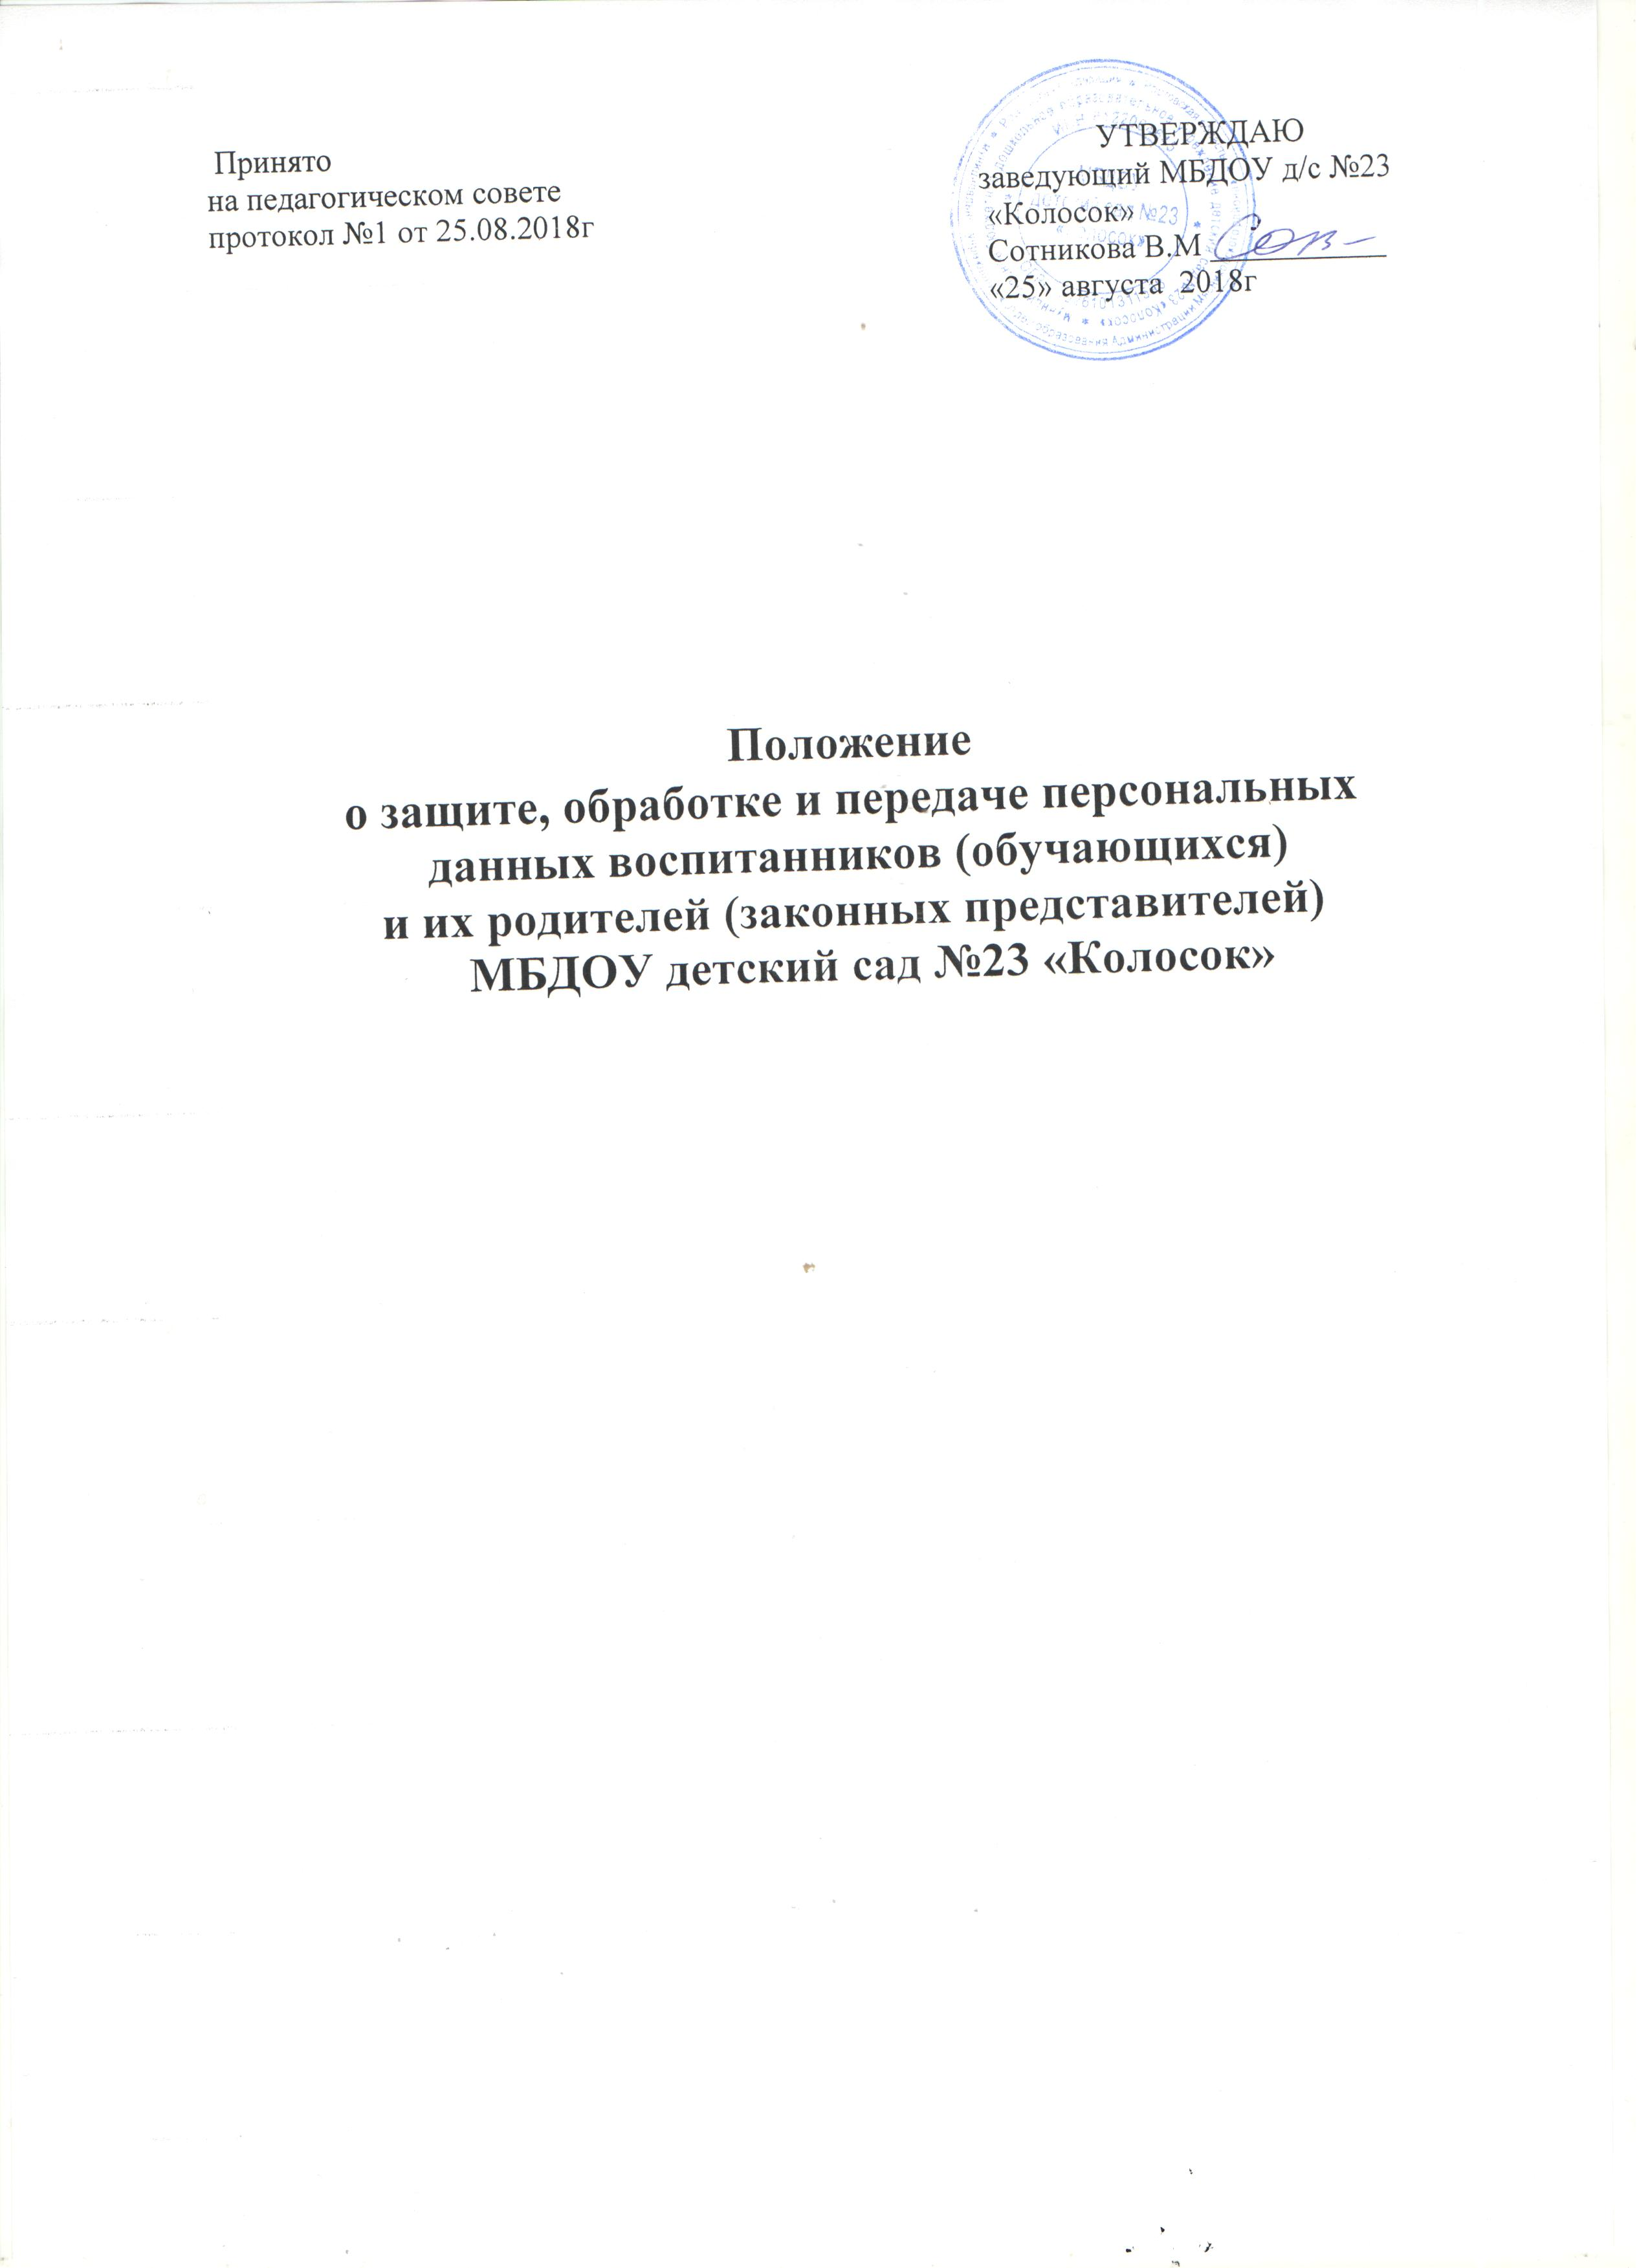 Принято
на педагогическом совете
протокол №1 от 25.08.2018г
УТВЕРЖДАЮ
заведующий МБДОУ д/с №23
«Колосок»
Сотникова В.М
«25» августа 2018г
Положение
о защите, обработке и передаче персональных
данных воспитанников (обучающихся)
и их родителей (законных представителей)
МБДОУ детский сад №23 «Колосок»